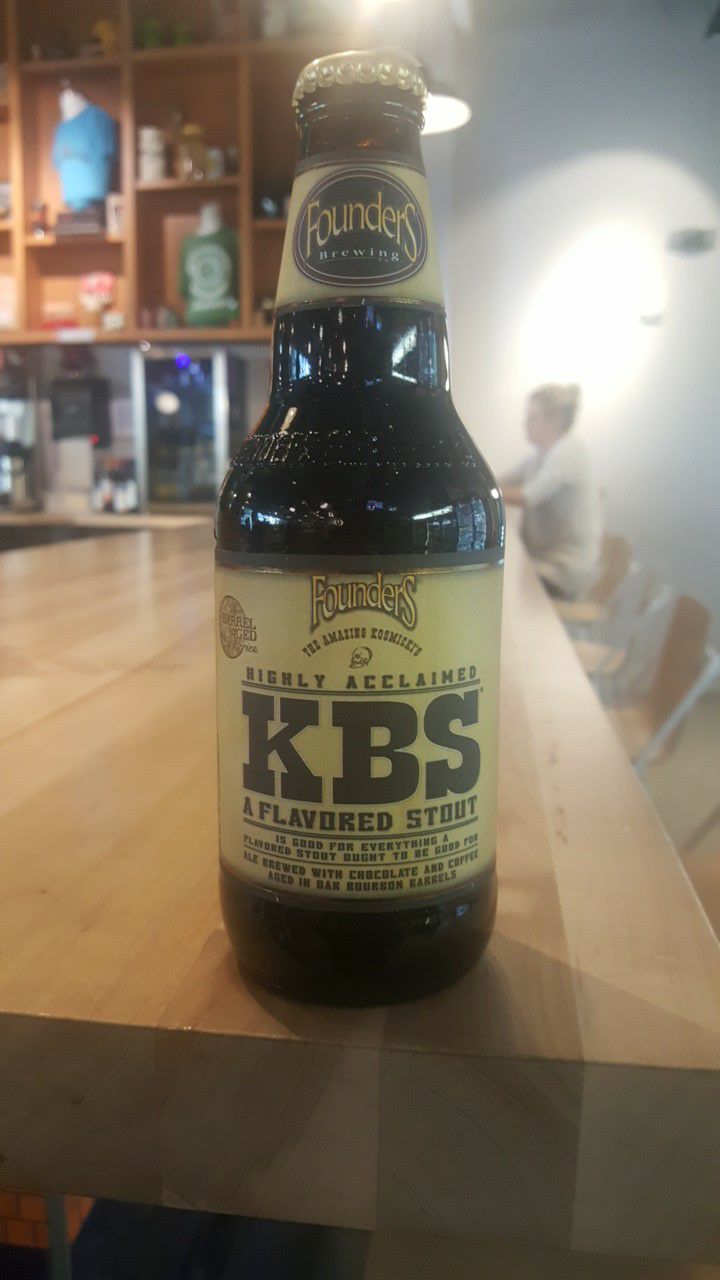 Founders
Brewing
Founders
BARREL
AGED
THE AMAZING KOSMICKI'S
HIGHLY ACCLAIMED
KBS
A FLAVORED STOUT
IS GOOD FOR EVERYTHING A
FLAVORED STOUT OUGHT TO BE GOOD FOR
ALE BREWED WITH CHOCOLATE AND COFFEE
AGED IN OAK BOURBON BARRELS